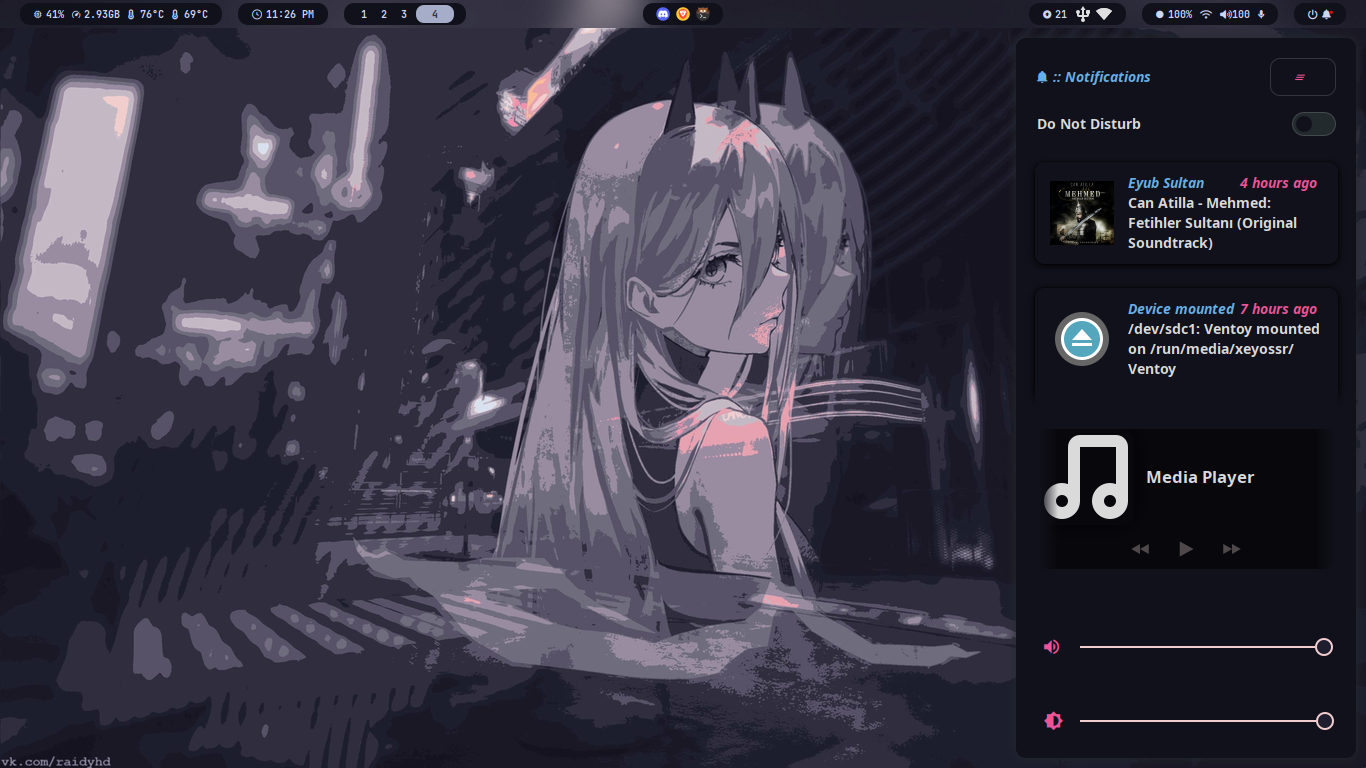 41% 2.93GB 76°C 69°C
11:26 PM
1 2 3 4
21
100% 100
:: Notifications
Do Not Disturb
Eyub Sultan 4 hours ago
Can Atilla - Mehmed:
Fetihler Sultanı (Original
Soundtrack)
MEHMED
Device mounted 7 hours ago
/dev/sdc1: Ventoy mounted
on /run/media/xeyossr/
Ventoy
Media Player
vk.com/raidyhd